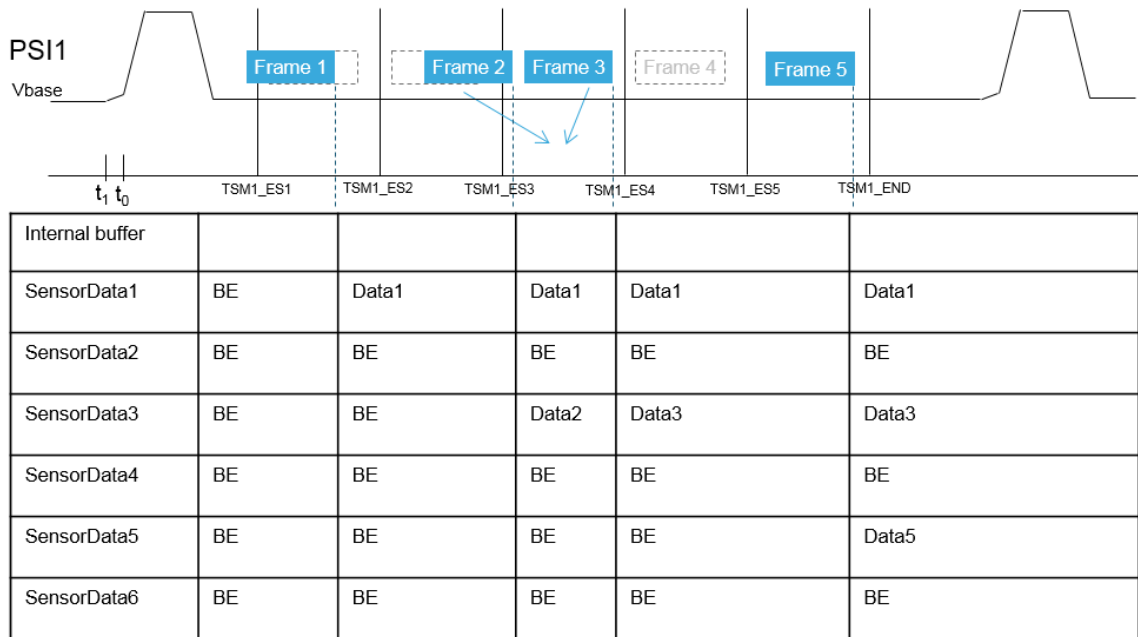 PSI1
Vbase
Frame 1
Frame 2
Frame 3
Frame 4
Frame 5
t1 t0
TSM1_ES1
TSM1_ES2
TSM1_ES3
TSM1_ES4
TSM1_ES5
TSM1_END
Internal buffer
SensorData1 BE Data1 Data1 Data1 Data1
SensorData2 BE BE BE BE BE
SensorData3 BE BE Data2 Data3 Data3
SensorData4 BE BE BE BE BE
SensorData5 BE BE BE BE Data5
SensorData6 BE BE BE BE BE